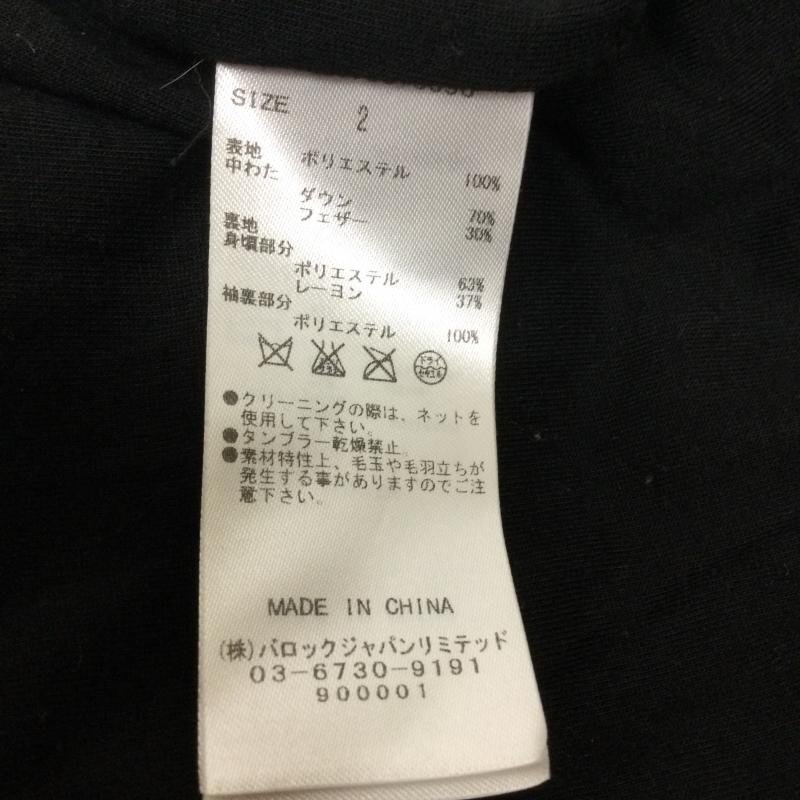 SIZE 2
表地 ポリエステル 100%
中わた
ダウン 70%
フェザー 30%
裏地
身頃部分
ポリエステル 63%
レーヨン 37%
袖裏部分
ポリエステル 100%
ドライ
セキユ系
●クリーニングの際は、ネットを
使用して下さい。
●タンブラー乾燥禁止。
●素材特性上、毛玉や毛羽立ちが
発生する事がありますのでご注
意下さい。
MADE IN CHINA
(株)バロックジャパンリミテッド
03-6730-9191
900001